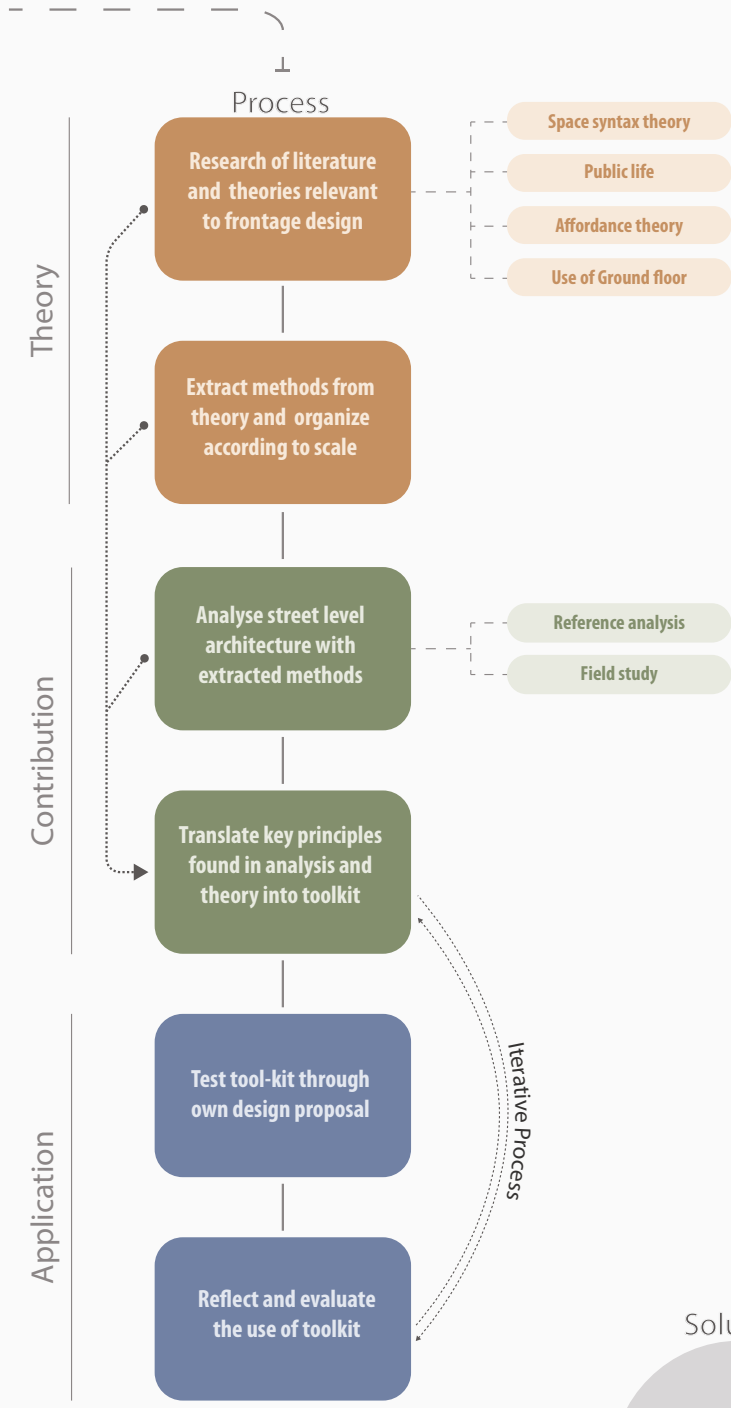 Process
Theory
Research of literature
and theories relevant
to frontage design
Space syntax theory
Public life
Affordance theory
Use of Ground floor
Extract methods from
theory and organize
according to scale
Contribution
Analyse street level
architecture with
extracted methods
Reference analysis
Field study
Translate key principles
found in analysis and
theory into toolkit
Application
Test tool-kit through
own design proposal
Iterative Process
Reflect and evaluate
the use of toolkit